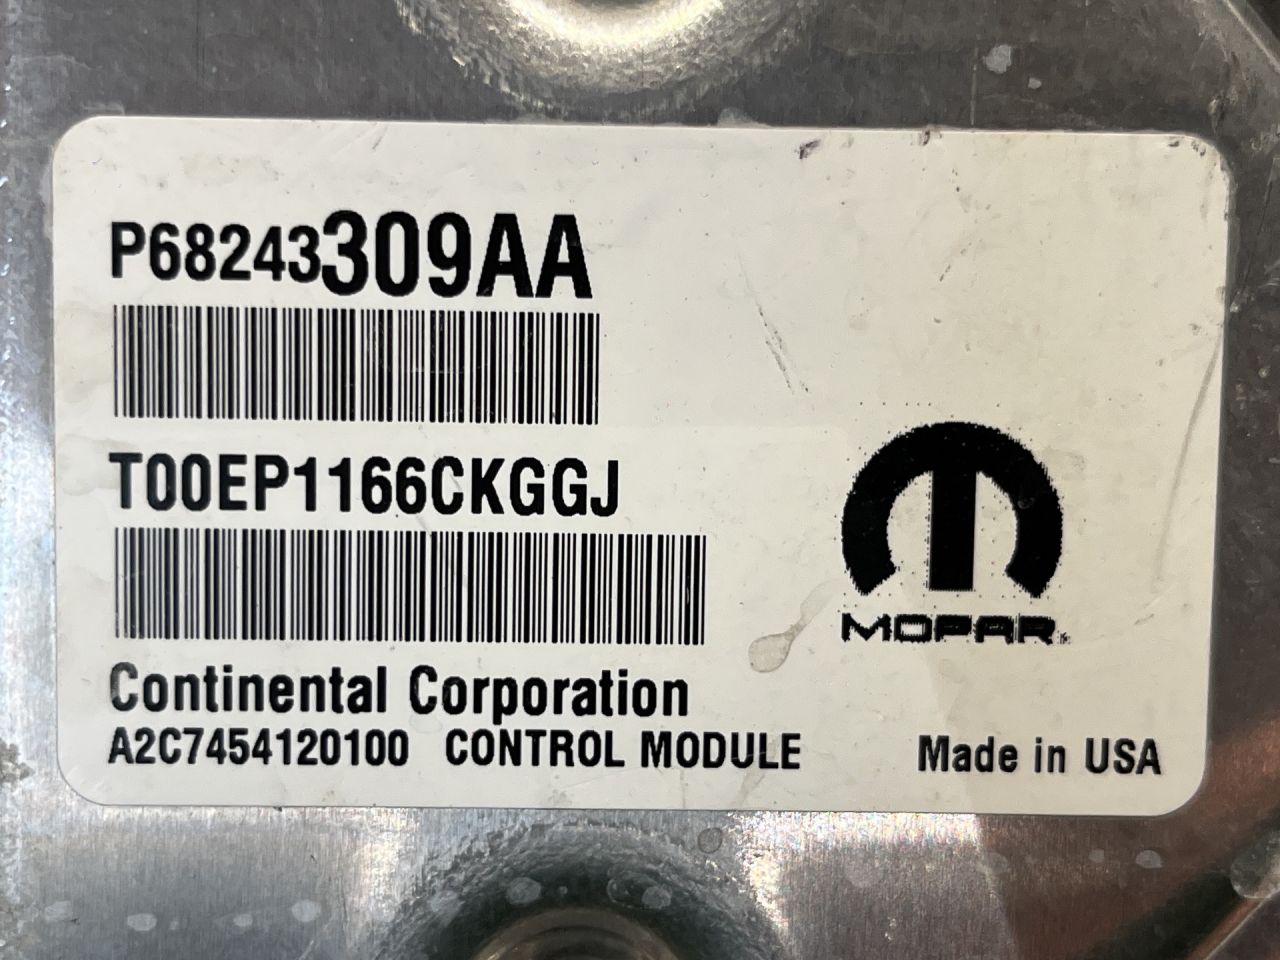 P68243309AA
T00EP1166CKGGJ
MOPAR
Continental Corporation
A2C7454120100 CONTROL MODULE
Made in USA